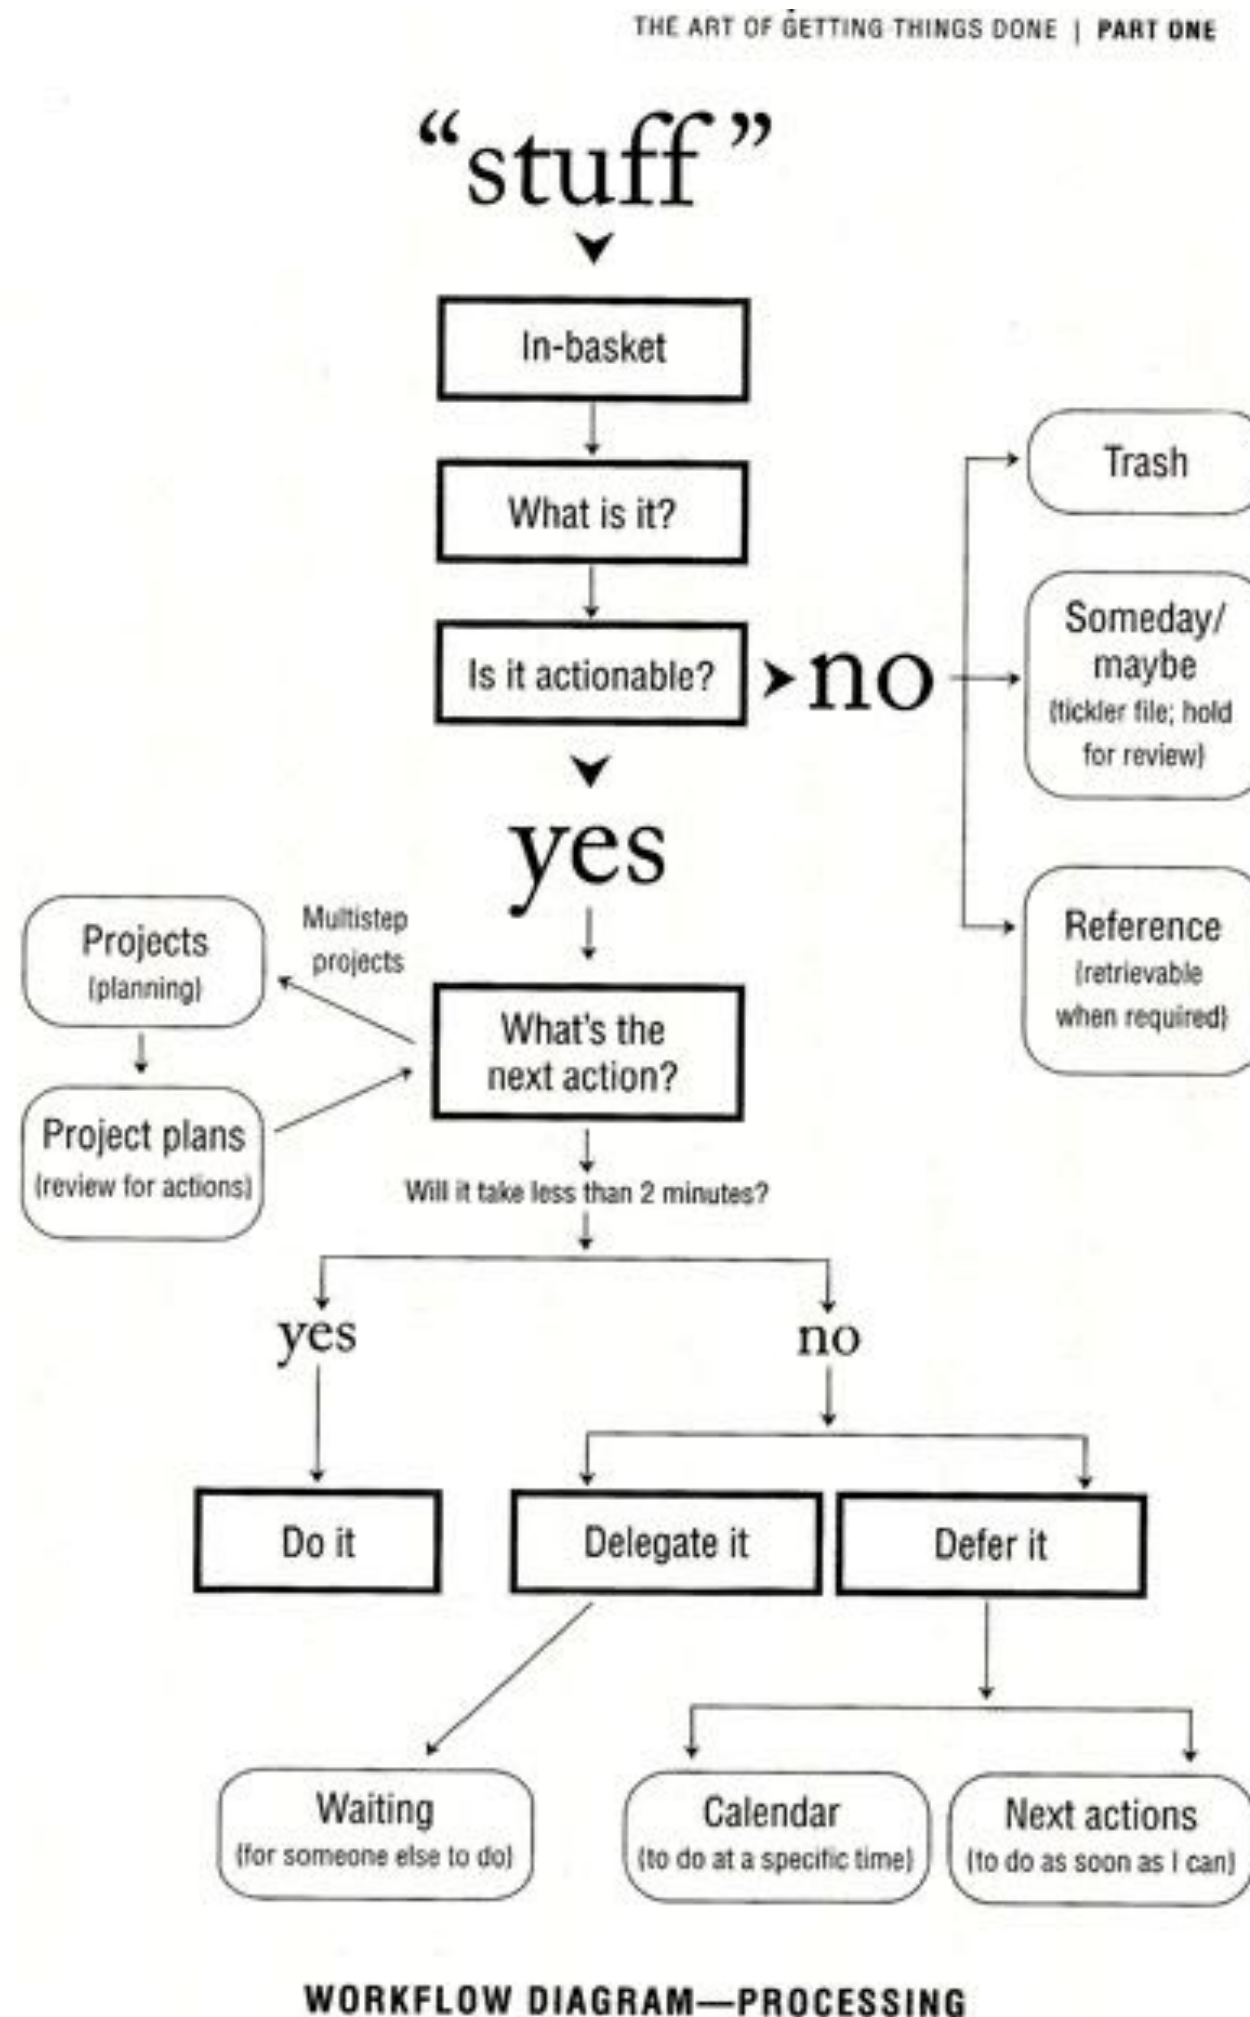 THE ART OF GETTING THINGS DONE | PART ONE
“stuff”
In-basket
What is it?
Is it actionable?
no
Trash
Someday/
maybe
(tickler file; hold
for review)
Reference
(retrievable
when required)
yes
Multistep
projects
Projects
(planning)
Project plans
(review for actions)
What's the
next action?
Will it take less than 2 minutes?
yes
no
Do it
Delegate it
Defer it
Waiting
(for someone else to do)
Calendar
(to do at a specific time)
Next actions
(to do as soon as I can)
WORKFLOW DIAGRAM—PROCESSING